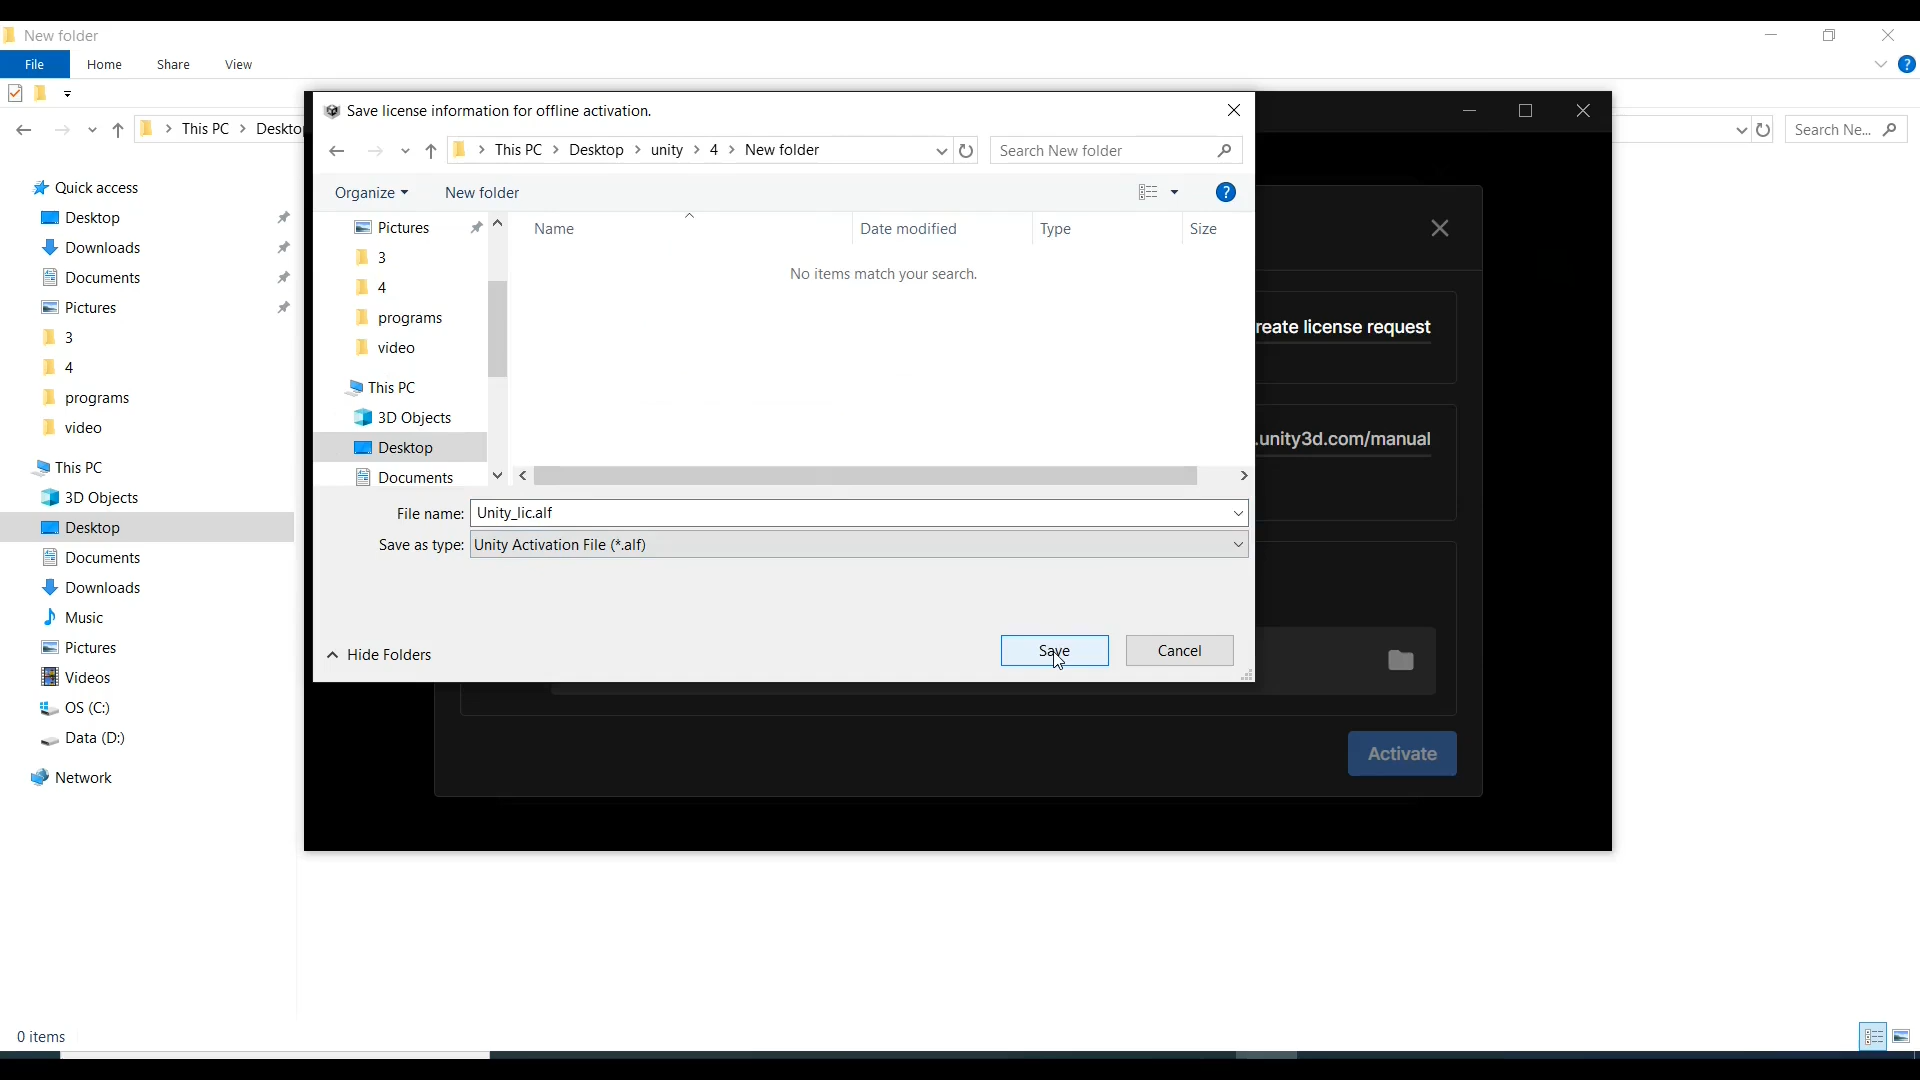 New folder
File Home Share View
This PC > Deskto
Search Ne...
Quick access
Desktop
Downloads
Documents
Pictures
3
4
programs
video
This PC
3D Objects
Desktop
Documents
Downloads
Music
Pictures
Videos
OS (C:)
Data (D:)
Network
0 items
Save license information for offline activation.
This PC > Desktop > unity > 4 > New folder
Search New folder
Organize New folder
Pictures
3
4
programs
video
This PC
3D Objects
Desktop
Documents
Name Date modified Type Size
No items match your search.
File name: Unity_lic.alf
Save as type: Unity Activation File (*.alf)
Hide Folders
Save Cancel
reate license request
.unity3d.com/manual
Activate